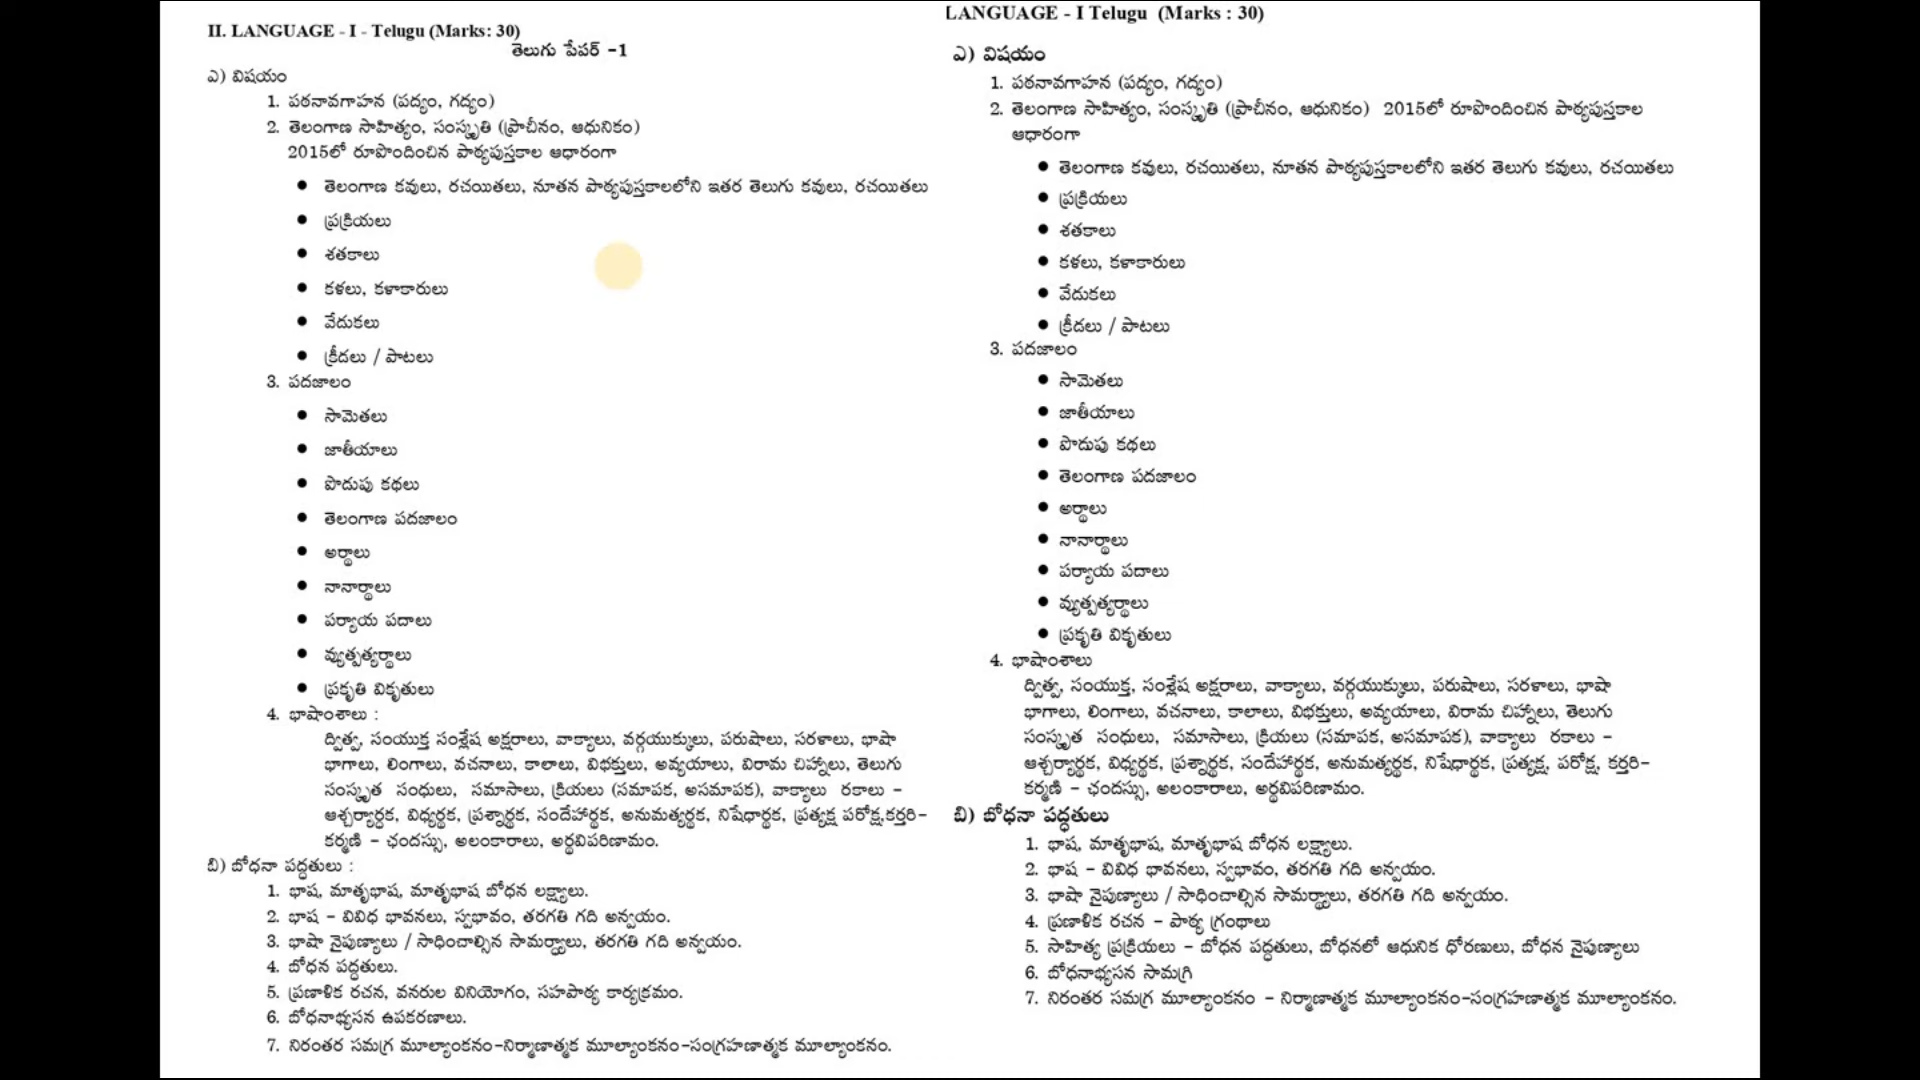 II. LANGUAGE - I - Telugu (Marks: 30)
తెలుగు పేపర్ -1
ఎ) విషయం
1. పఠనావగాహన (పద్యం, గద్యం)
2. తెలంగాణ సాహిత్యం, సంస్కృతి (ప్రాచీనం, ఆధునికం)
2015లో రూపొందించిన పాఠ్యపుస్తకాల ఆధారంగా
● తెలంగాణ కవులు, రచయితలు, నూతన పాఠ్యపుస్తకాలలోని ఇతర తెలుగు కవులు, రచయితలు
● ప్రక్రియలు
● శతకాలు
● కళలు, కళాకారులు
● వేదుకలు
● క్రీదలు / పాటలు
3. పదజాలం
● సామెతలు
● జాతీయాలు
● పొదుపు కథలు
● తెలంగాణ పదజాలం
● అర్థాలు
● నానార్థాలు
● పర్యాయ పదాలు
● వ్యుత్పత్యర్థాలు
● ప్రకృతి వికృతులు
4. భాషాంశాలు :
ద్విత్వ, సంయుక్త సంశ్లేష అక్షరాలు, వాక్యాలు, వర్గయుక్కులు, పరుషాలు, సరళాలు, భాషా
భాగాలు, లింగాలు, వచనాలు, కాలాలు, విభక్తులు, అవ్యయాలు, విరామ చిహ్నాలు, తెలుగు
సంస్కృత సంధులు, సమాసాలు, క్రియలు (సమాపక, అసమాపక), వాక్యాలు రకాలు -
ఆశ్చర్యార్థక, విధ్యర్థక, ప్రశ్నార్థక, సందేహార్థక, అనుమత్యర్థక, నిషేధార్థక, ప్రత్యక్ష పరోక్ష,కర్తరి-
కర్మణి - ఛందస్సు, అలంకారాలు, అర్థవిపరిణామం.
బి) బోధనా పద్ధతులు :
1. భాష, మాతృభాష, మాతృభాష బోధన లక్ష్యాలు.
2. భాష - వివిధ భావనలు, స్వభావం, తరగతి గది అన్వయం.
3. భాషా నైపుణ్యాలు / సాధించాల్సిన సామర్థ్యాలు, తరగతి గది అన్వయం.
4. బోధన పద్ధతులు.
5. ప్రణాళిక రచన, వనరుల వినియోగం, సహపాఠ్య కార్యక్రమం.
6. బోధనాభ్యసన ఉపకరణాలు.
7. నిరంతర సమగ్ర మూల్యాంకనం-నిర్మాణాత్మక మూల్యాంకనం-సంగ్రహణాత్మక మూల్యాంకనం.
LANGUAGE - I Telugu (Marks : 30)
ఎ) విషయం
1. పఠనావగాహన (పద్యం, గద్యం)
2. తెలంగాణ సాహిత్యం, సంస్కృతి (ప్రాచీనం, ఆధునికం) 2015లో రూపొందించిన పాఠ్యపుస్తకాల
ఆధారంగా
● తెలంగాణ కవులు, రచయితలు, నూతన పాఠ్యపుస్తకాలలోని ఇతర తెలుగు కవులు, రచయితలు
● ప్రక్రియలు
● శతకాలు
● కళలు, కళాకారులు
● వేదుకలు
● క్రీదలు / పాటలు
3. పదజాలం
● సామెతలు
● జాతీయాలు
● పొదుపు కథలు
● తెలంగాణ పదజాలం
● అర్థాలు
● నానార్థాలు
● పర్యాయ పదాలు
● వ్యుత్పత్యర్థాలు
● ప్రకృతి వికృతులు
4. భాషాంశాలు
ద్విత్వ, సంయుక్త, సంశ్లేష అక్షరాలు, వాక్యాలు, వర్గయుక్కులు, పరుషాలు, సరళాలు, భాషా
భాగాలు, లింగాలు, వచనాలు, కాలాలు, విభక్తులు, అవ్యయాలు, విరామ చిహ్నాలు, తెలుగు
సంస్కృత సంధులు, సమాసాలు, క్రియలు (సమాపక, అసమాపక), వాక్యాలు రకాలు -
ఆశ్చర్యార్థక, విధ్యర్థక, ప్రశ్నార్థక, సందేహార్థక, అనుమత్యర్థక, నిషేధార్థక, ప్రత్యక్ష, పరోక్ష, కర్తరి-
కర్మణి - ఛందస్సు, అలంకారాలు, అర్థవిపరిణామం.
బి) బోధనా పద్ధతులు
1. భాష, మాతృభాష, మాతృభాష బోధన లక్ష్యాలు.
2. భాష - వివిధ భావనలు, స్వభావం, తరగతి గది అన్వయం.
3. భాషా నైపుణ్యాలు / సాధించాల్సిన సామర్థ్యాలు, తరగతి గది అన్వయం.
4. ప్రణాళిక రచన - పాఠ్య గ్రంథాలు
5. సాహిత్య ప్రక్రియలు - బోధన పద్ధతులు, బోధనలో ఆధునిక ధోరణులు, బోధన నైపుణ్యాలు
6. బోధనాభ్యసన సామగ్రి
7. నిరంతర సమగ్ర మూల్యాంకనం - నిర్మాణాత్మక మూల్యాంకనం-సంగ్రహణాత్మక మూల్యాంకనం.